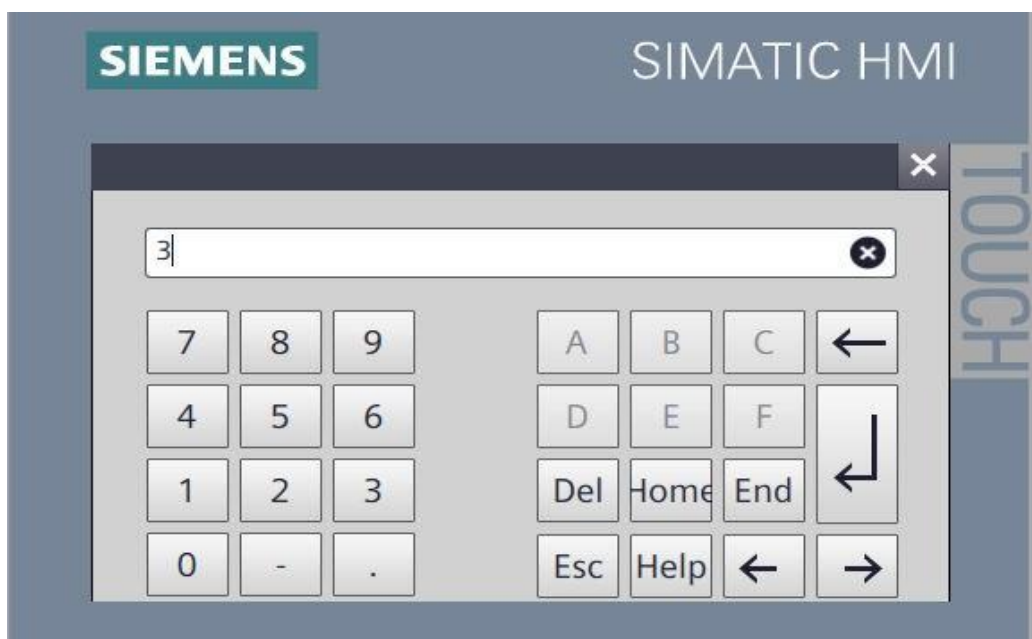 SIEMENS SIMATIC HMI
TOUCH
3
7 8 9 A B C
4 5 6 D E F
1 2 3 Del Home End
0 - . Esc Help